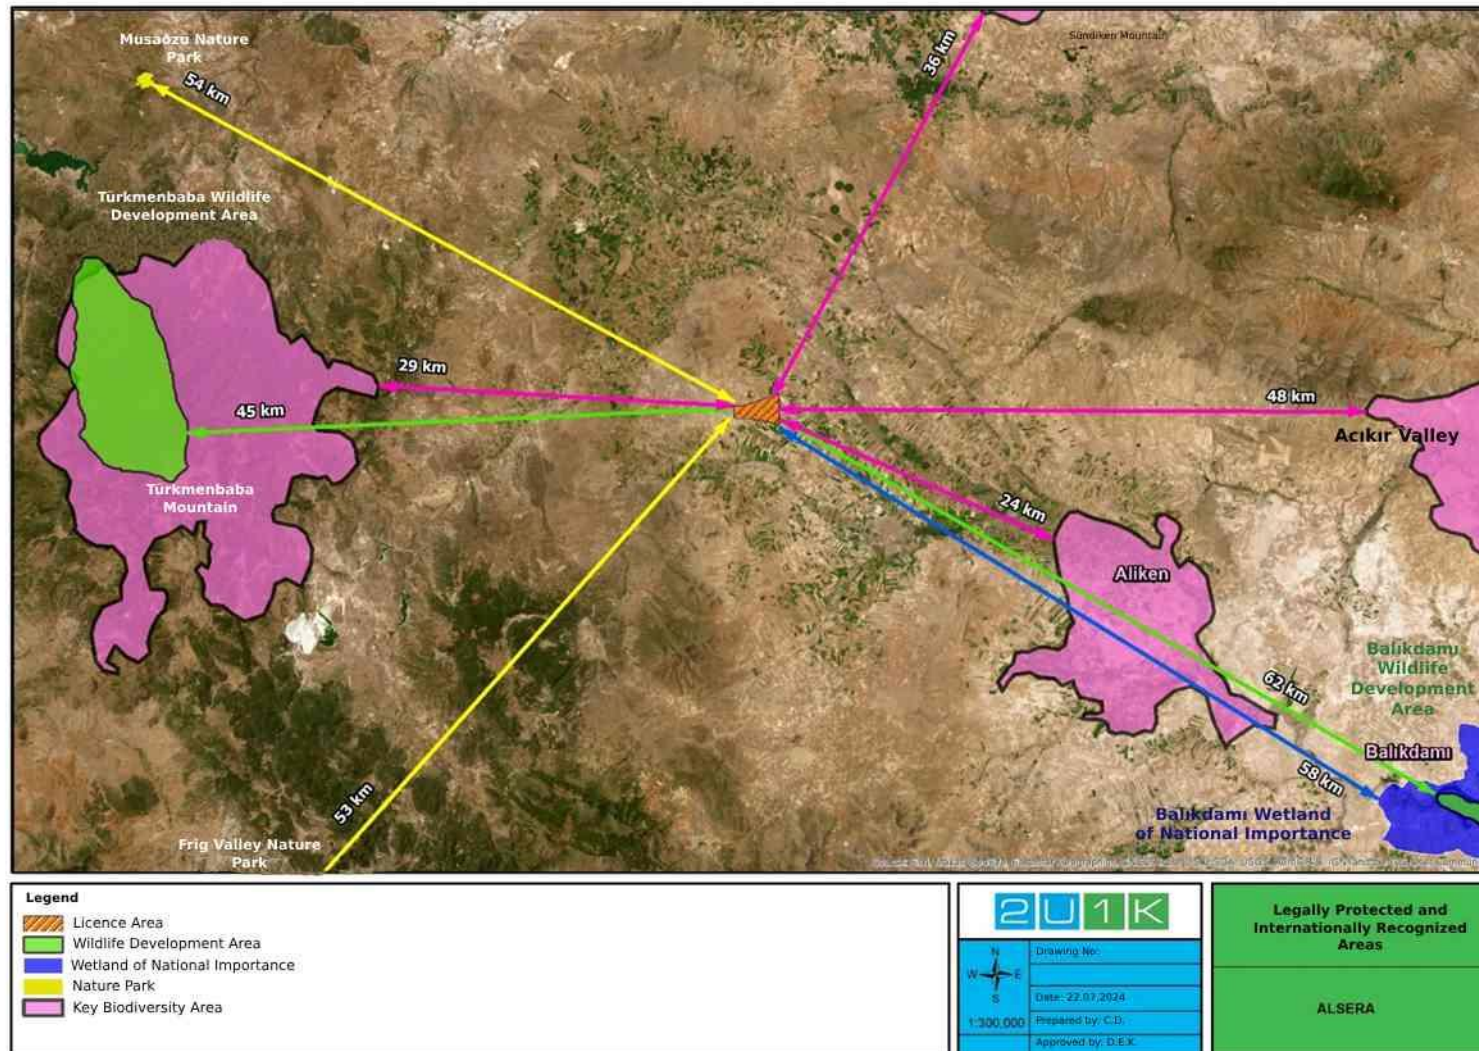 Musaözü Nature
Park
54 km
36 km
Sündiken Mountain
Türkmenbaba Wildlife
Development Area
29 km
45 km
48 km
Acıkır Valley
Türkmenbaba
Mountain
24 km
Aliken
Balıkdamı
Wildlife
Development
Area
62 km
Balıkdamı
58 km
Balıkdamı Wetland
of National Importance
53 km
Frig Valley Nature
Park
Legend
Licence Area
Wildlife Development Area
Wetland of National Importance
Nature Park
Key Biodiversity Area
2U1K
N
W E
S
1:300,000
Drawing No:
Date: 22.07.2024
Prepared by: C.D.
Approved by: D.E.K.
Legally Protected and
Internationally Recognized
Areas
ALSERA